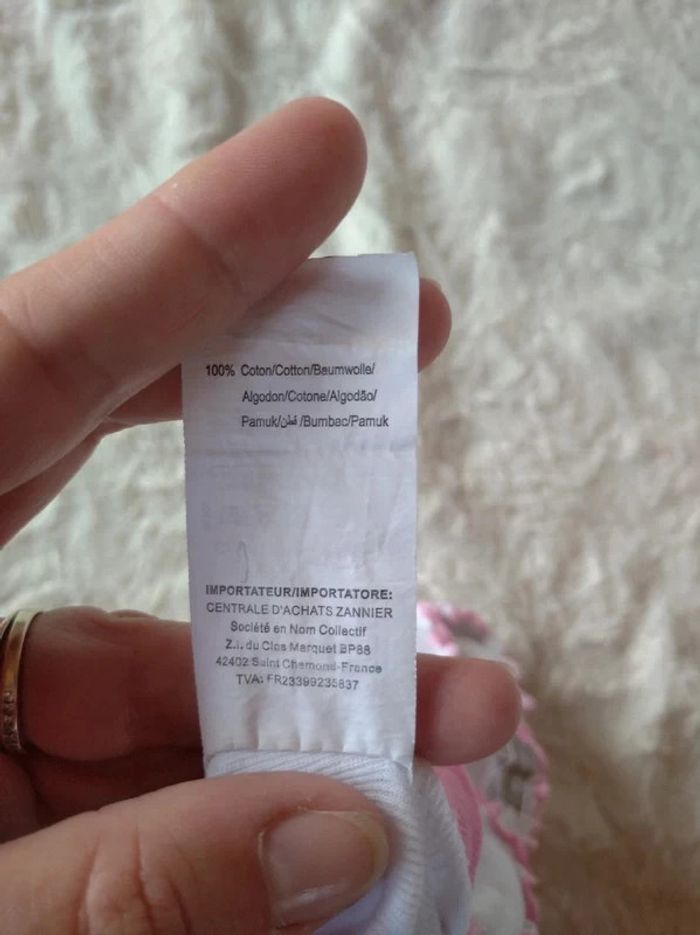 100% Coton/Cotton/Baumwolle/
Algodon/Cotone/Algodão/
Pamuk/قطن/Bumbac/Pamuk
IMPORTATEUR/IMPORTATORE:
CENTRALE D'ACHATS ZANNIER
Société en Nom Collectif
Z.I. du Clos Marquet BP88
42402 Saint Chamond-France
TVA: FR23399235837